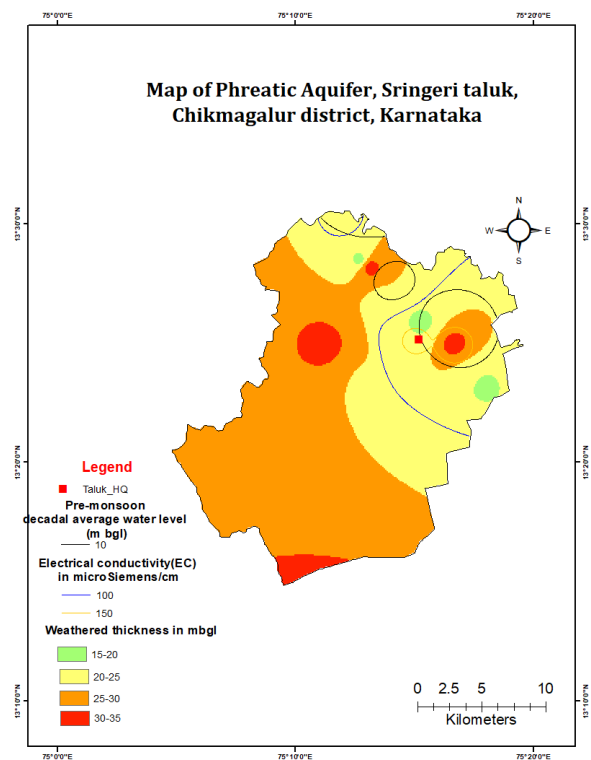 75°0'0"E 75°10'0"E 75°20'0"E
Map of Phreatic Aquifer, Sringeri taluk,
Chikmagalur district, Karnataka
N
W E
S
13°30'0"N 13°30'0"N
13°20'0"N 13°20'0"N
13°10'0"N 13°10'0"N
Legend
Taluk_HQ
Pre-monsoon
decadal average water level
(m bgl)
10
Electrical conductivity(EC)
in microSiemens/cm
100
150
Weathered thickness in mbgl
15-20
20-25
25-30
30-35
0 2.5 5 10
Kilometers
75°0'0"E 75°10'0"E 75°20'0"E